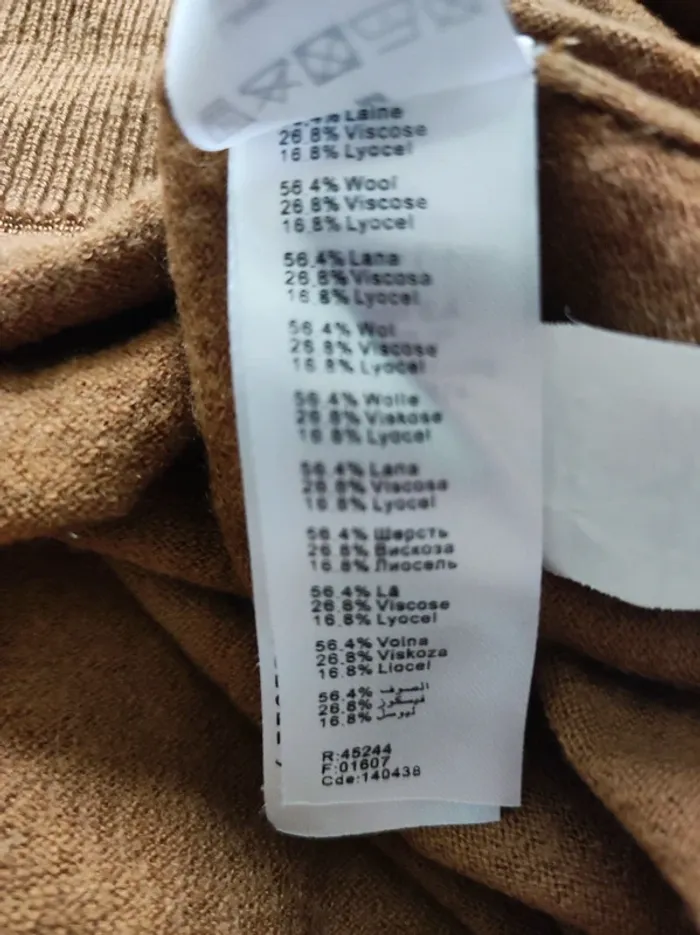 Laine
26.8% Viscose
16.8% Lyocel
56.4% Wool
26.8% Viscose
16.8% Lyocel
56.4% Lana
26.8% Viscosa
16.8% Lyocel
56.4% Wol
26.8% Viscose
16.8% Lyocel
56.4% Wolle
26.8% Viskose
16.8% Lyocel
56.4% Lana
26.8% Viscosa
16.8% Lyocel
56.4% Шерсть
26.8% Вискоза
16.8% Лиосель
56.4% Lã
26.8% Viscose
16.8% Lyocel
56.4% Volna
26.8% Viskoza
16.8% Liocel
56.4% الصوف
26.8% فيسكوز
16.8% ليوسل
R:45244
F:01607
Cde:140438